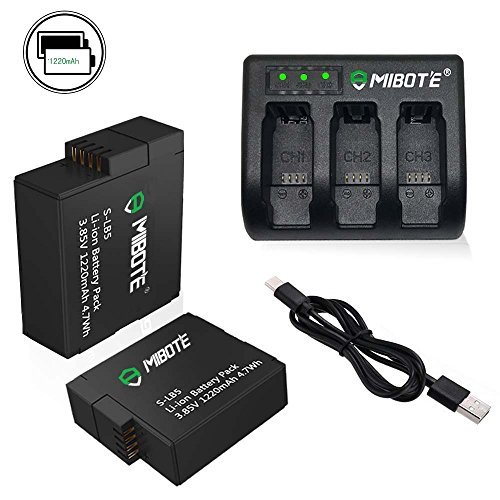 1220mAh
MIBOTE®
CH1 CH2 CH3
MIBOTE
S-LB5
Li-ion Battery Pack
3.85V 1220mAh 4.7Wh
MIBOTE
S-LB5
Li-ion Battery Pack
3.85V 1220mAh 4.7Wh